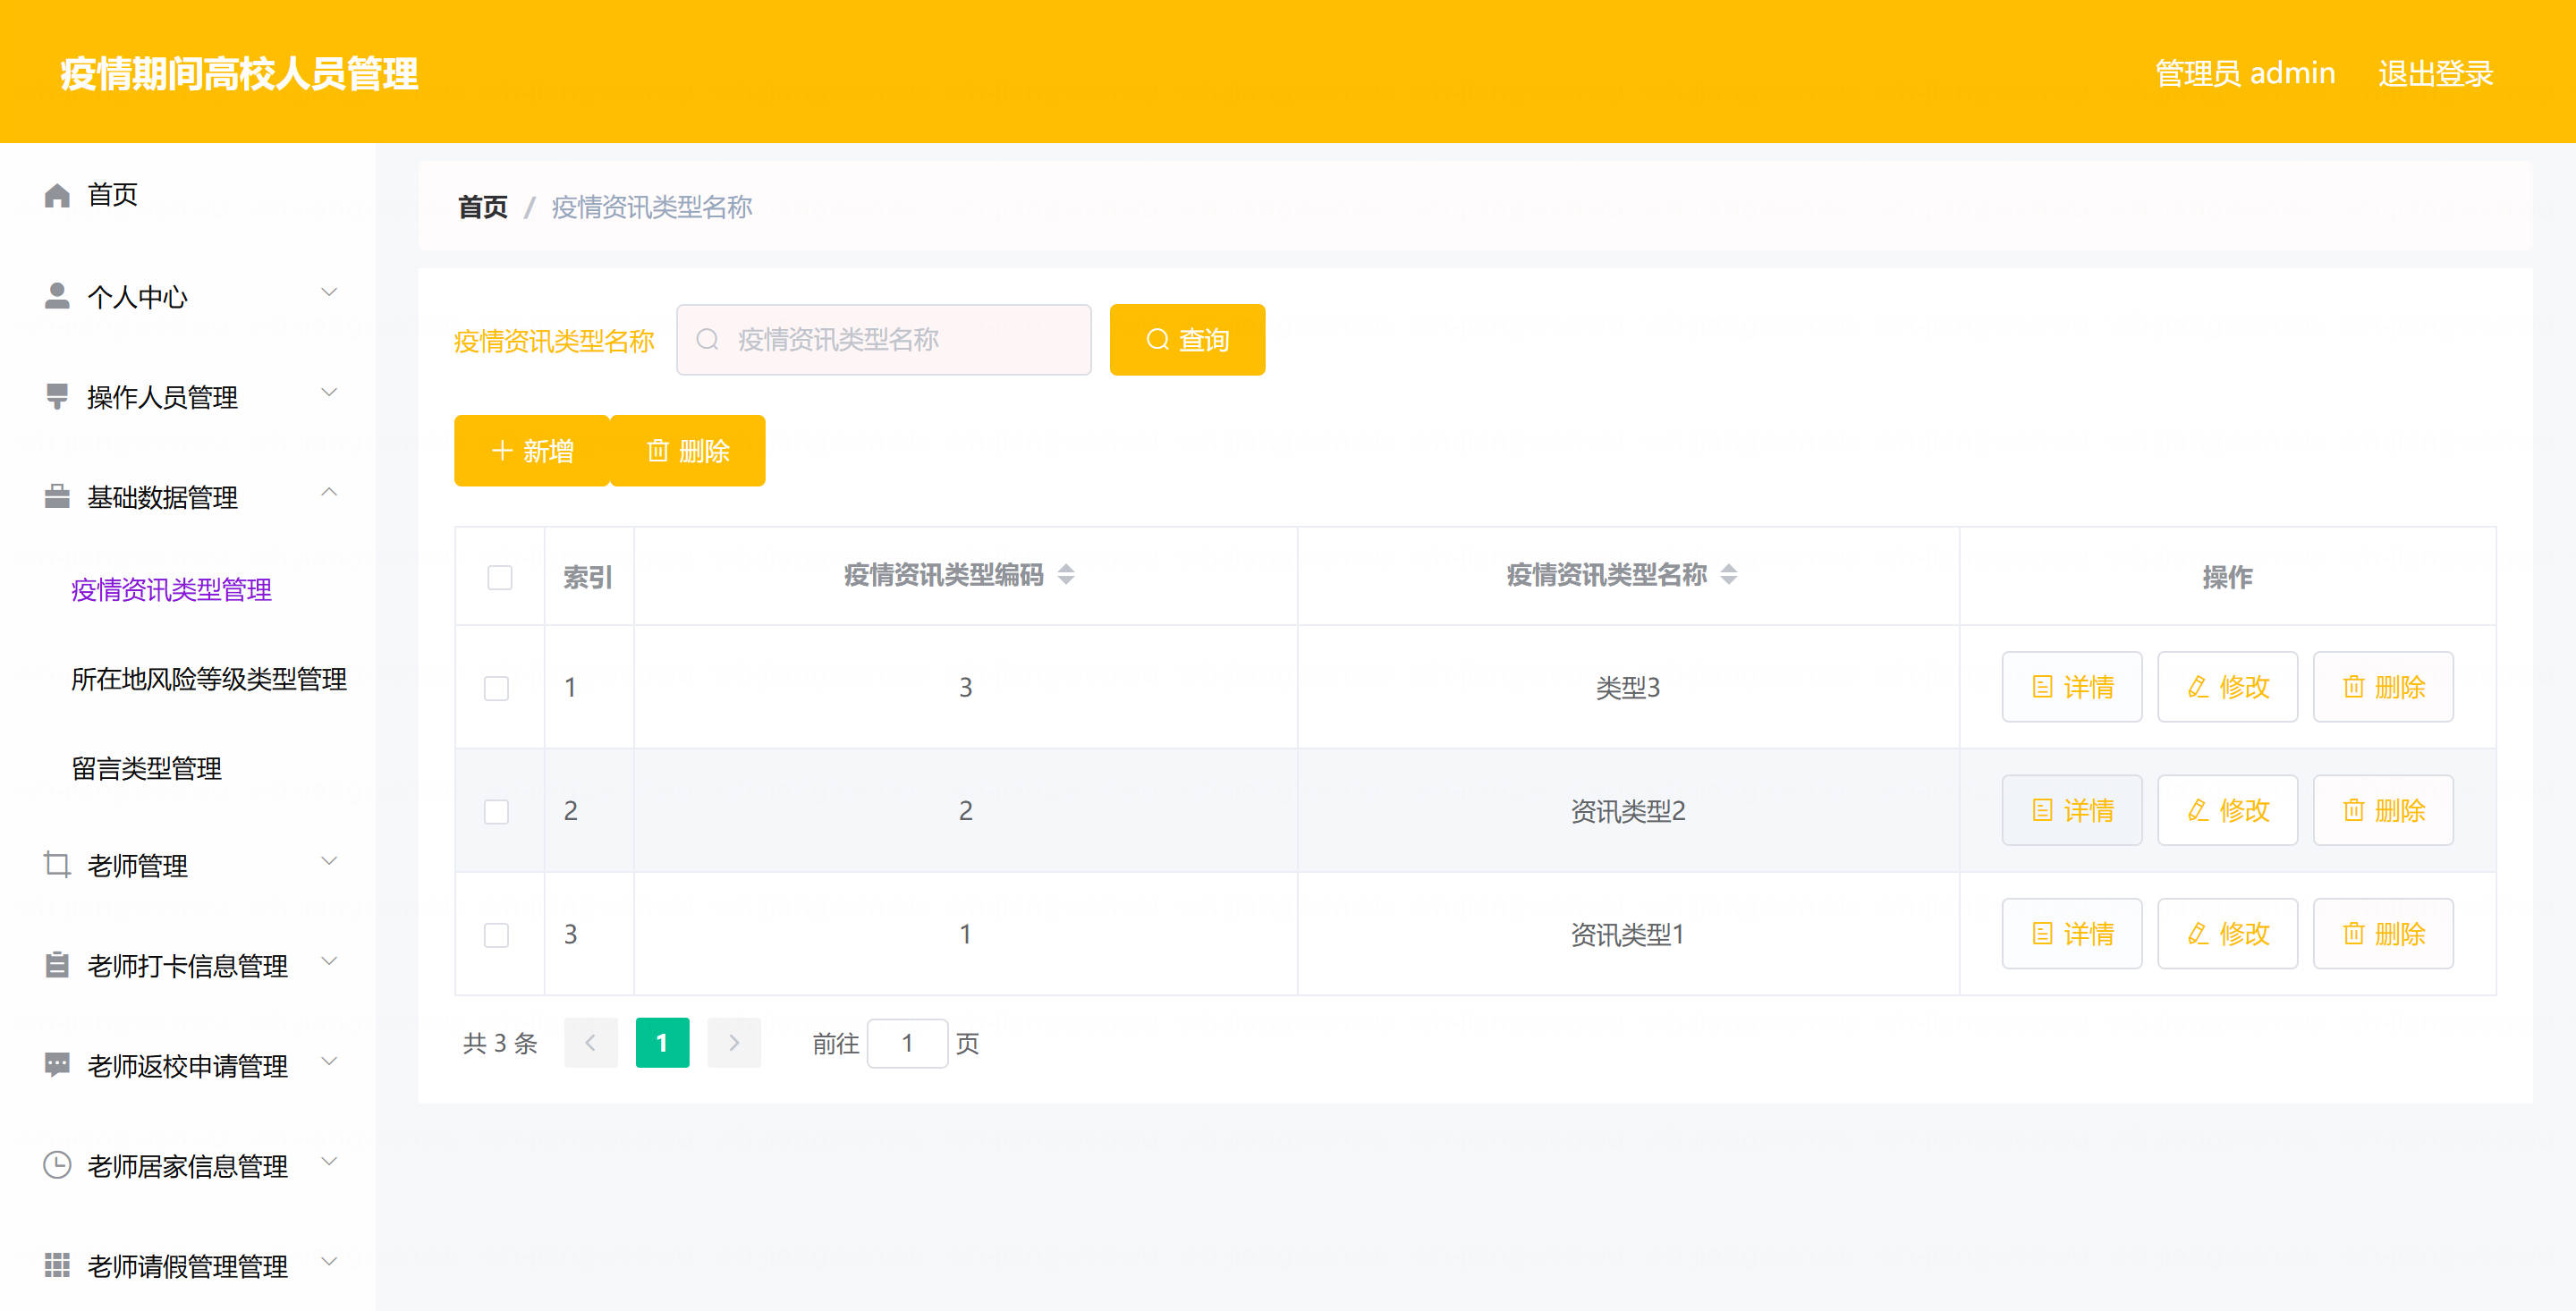 疫情期间高校人员管理
管理员 admin 退出登录
首页
个人中心
操作人员管理
基础数据管理
疫情资讯类型管理
所在地风险等级类型管理
留言类型管理
老师管理
老师打卡信息管理
老师返校申请管理
老师居家信息管理
老师请假管理管理
首页 / 疫情资讯类型名称
疫情资讯类型名称 疫情资讯类型名称 查询
新增 删除
索引 疫情资讯类型编码 疫情资讯类型名称 操作
1 3 类型3 详情 修改 删除
2 2 资讯类型2 详情 修改 删除
3 1 资讯类型1 详情 修改 删除
共 3 条 1 前往 1 页